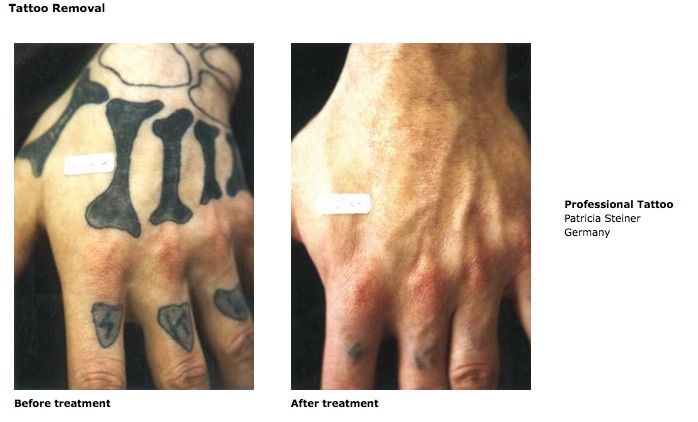 Tattoo Removal
Professional Tattoo
Patricia Steiner
Germany
Before treatment
After treatment